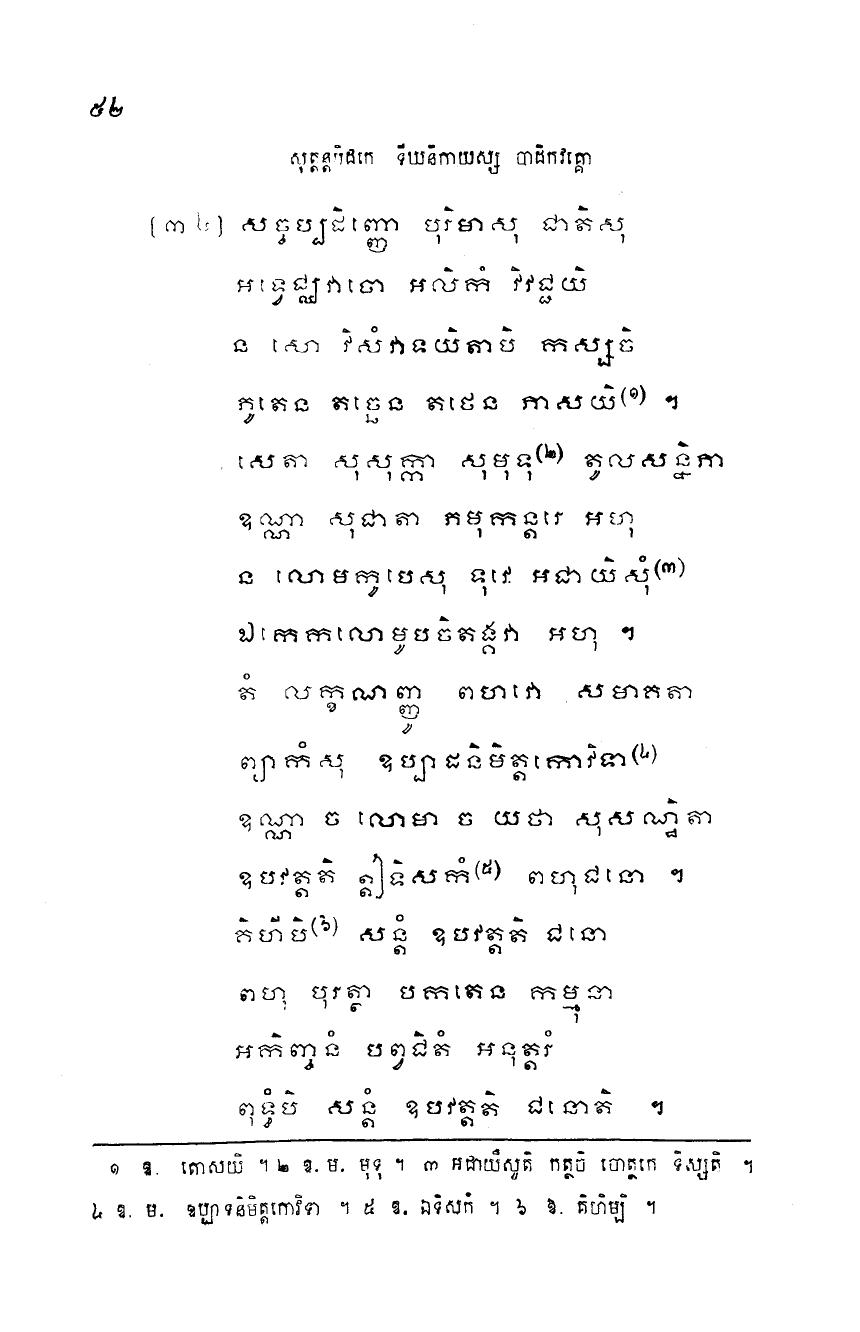 ៥២
សុត្តន្តបិដកេ ទីឃនិកាយស្ស បាដិកវគ្គោ
[៣៤] សច្ចប្បដិញ្ញោ បុរិមាសុ ជាតិសុ
អទ្វេជ្ឈវាចោ អលិកំ វិវជ្ជយិ
ន សោ វិសំវាទយិតាបិ កស្សចិ
ភូតេន តច្ឆេន តថេន ភាសយិ(១) ។
សេតា សុសុក្កា សុមុទុ(២) តូលសន្និភា
ឧណ្ណា សុជាតា ភមុកន្តរេ អហុ
ន លោមកូបេសុ ទុវេ អជាយិសុំ(៣)
ឯកេកលោមូបចិតង្គវា អហុ ។
តំ លក្ខណញ្ញូ ពហវោ សមាគតា
ព្យាកំសុ ឧប្បាដនិមិត្តកោវិទា(៤)
ឧណ្ណា ច លោមា ច យថា សុសណ្ឋិតា
ឧបវត្តតិ ត្តឦទិសកំ(៥) ពហុជនោ ។
គិហីបិ(៦) សន្តំ ឧបវត្តតិ ជនោ
ពហុ បុរត្ថា បកតេន កម្មុនា
អកិញ្ចនំ បព្វជិតំ អនុត្តរំ
ពុទ្ធំបិ សន្តំ ឧបវត្តតិ ជនោតិ ។
១ ឱ. តោសយិ ។ ២ ឱ. ម. មុទុ ។ ៣ អជាយឹសូតិ កត្ថចិ បោត្ថកេ ទិស្សតិ ។
៤ ឱ. ម. ឧប្បាទនិមិត្តកោវិទា ។ ៥ ឱ. ឯទិសកំ ។ ៦ ឱ. គិហិម្បិ ។